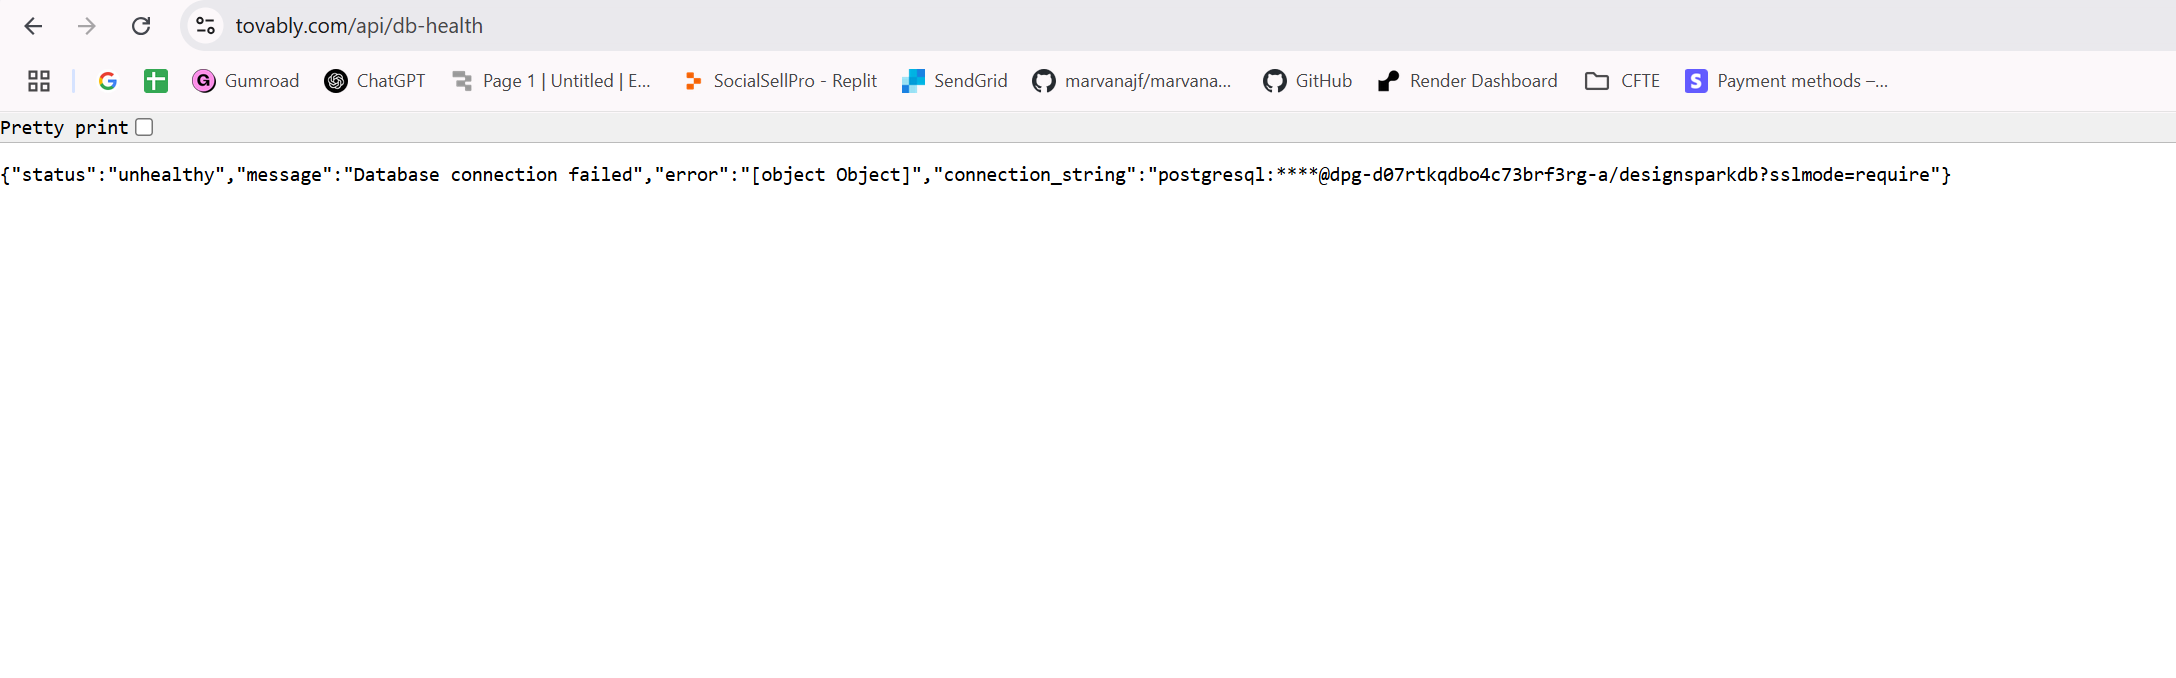 tovably.com/api/db-health
Gumroad ChatGPT Page 1 | Untitled | E... SocialSellPro - Replit SendGrid marvanajf/marvana... GitHub Render Dashboard CFTE Payment methods –...
Pretty print
{"status":"unhealthy","message":"Database connection failed","error":"[object Object]","connection_string":"postgresql:****@dpg-d07rtkqdbo4c73brf3rg-a/designsparkdb?sslmode=require"}